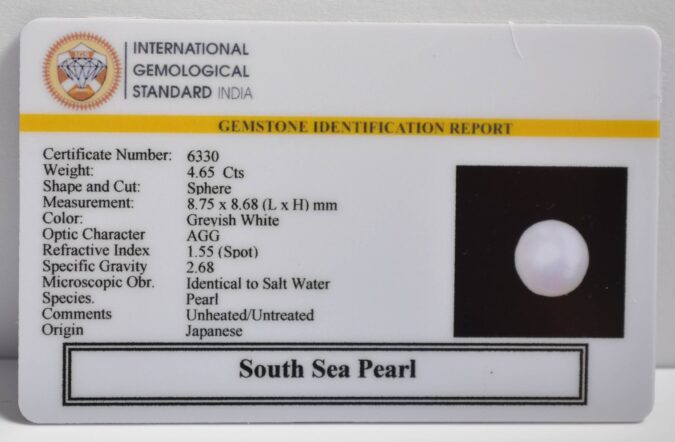 IGS
INTERNATIONAL
GEMOLOGICAL
STANDARD INDIA
GEMSTONE IDENTIFICATION REPORT
Certificate Number: 6330
Weight: 4.65 Cts
Shape and Cut: Sphere
Measurement: 8.75 x 8.68 (L x H) mm
Color: Greyish White
Optic Character AGG
Refractive Index 1.55 (Spot)
Specific Gravity 2.68
Microscopic Obr. Identical to Salt Water
Species. Pearl
Comments Unheated/Untreated
Origin Japanese
South Sea Pearl